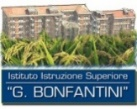 Istituto Istruzione Superiore
"G. BONFANTINI"